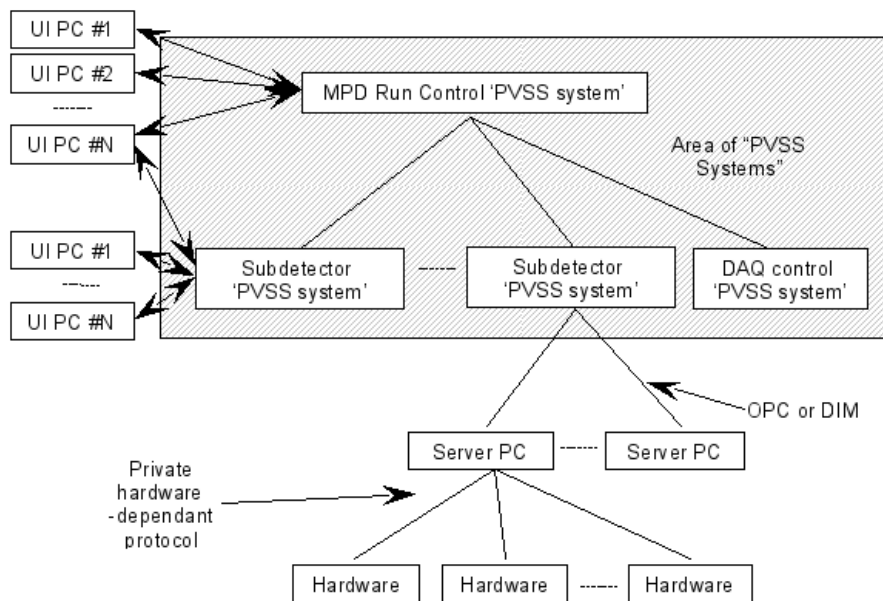 UI PC #1
UI PC #2
UI PC #N
MPD Run Control ‘PVSS system’
Area of “PVSS
Systems”
UI PC #1
UI PC #N
Subdetector
‘PVSS system’
Subdetector
‘PVSS system’
DAQ control
‘PVSS system’
OPC or DIM
Server PC
Server PC
Private
hardware
-dependant
protocol
Hardware
Hardware
Hardware